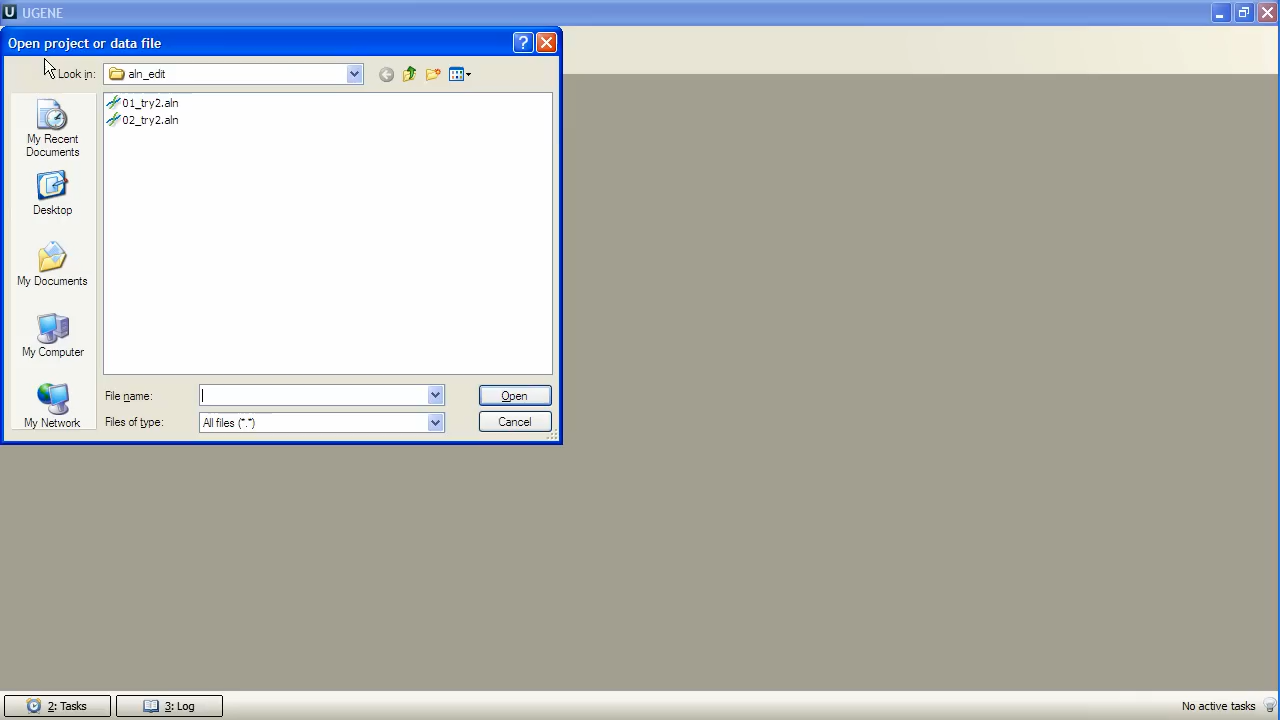 UGENE
Open project or data file
Look in: aln_edit
01_try2.aln
02_try2.aln
My Recent
Documents
Desktop
My Documents
My Computer
My Network
File name:
Open
Files of type: All files (*.*)
Cancel
2: Tasks
3: Log
No active tasks